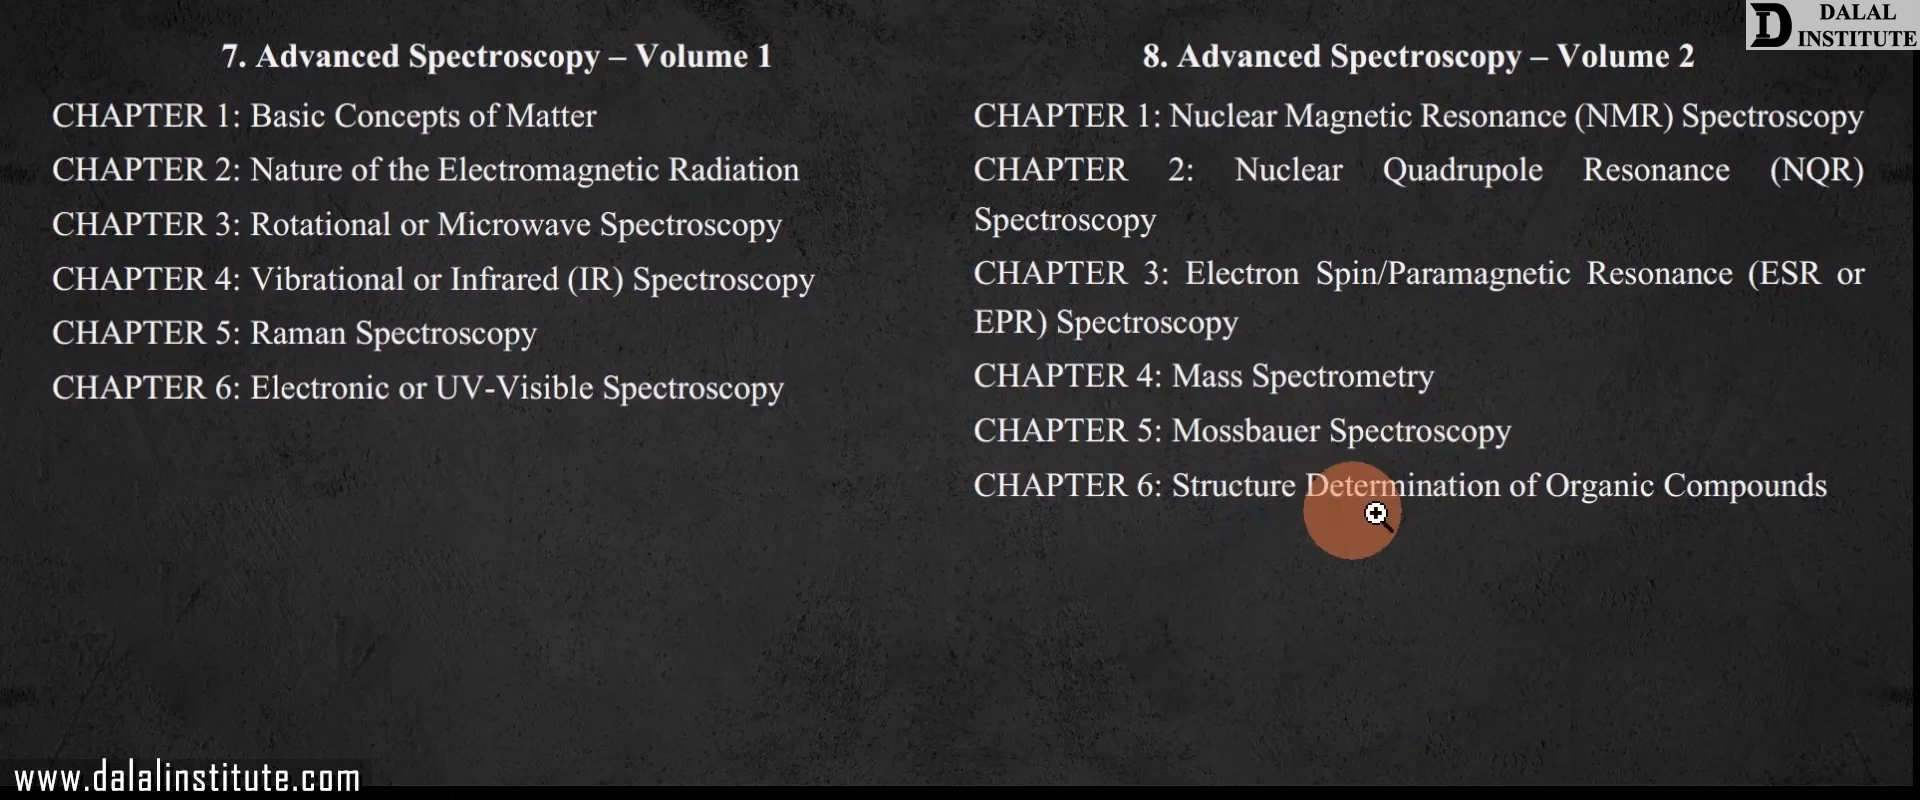 DALAL
INSTITUTE
7. Advanced Spectroscopy – Volume 1
CHAPTER 1: Basic Concepts of Matter
CHAPTER 2: Nature of the Electromagnetic Radiation
CHAPTER 3: Rotational or Microwave Spectroscopy
CHAPTER 4: Vibrational or Infrared (IR) Spectroscopy
CHAPTER 5: Raman Spectroscopy
CHAPTER 6: Electronic or UV-Visible Spectroscopy
8. Advanced Spectroscopy – Volume 2
CHAPTER 1: Nuclear Magnetic Resonance (NMR) Spectroscopy
CHAPTER 2: Nuclear Quadrupole Resonance (NQR)
Spectroscopy
CHAPTER 3: Electron Spin/Paramagnetic Resonance (ESR or
EPR) Spectroscopy
CHAPTER 4: Mass Spectrometry
CHAPTER 5: Mossbauer Spectroscopy
CHAPTER 6: Structure Determination of Organic Compounds
www.dalalinstitute.com